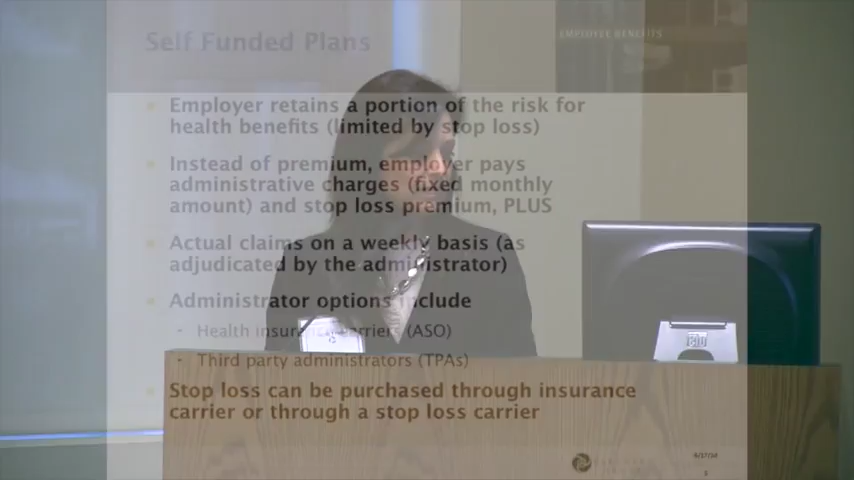 Self Funded Plans
EMPLOYEE BENEFITS
Employer retains a portion of the risk for
health benefits (limited by stop loss)
Instead of premium, employer pays
administrative charges (fixed monthly
amount) and stop loss premium, PLUS
Actual claims on a weekly basis (as
adjudicated by the administrator)
Administrator options include
- Health insurance carriers (ASO)
- Third party administrators (TPAs)
Stop loss can be purchased through insurance
carrier or through a stop loss carrier